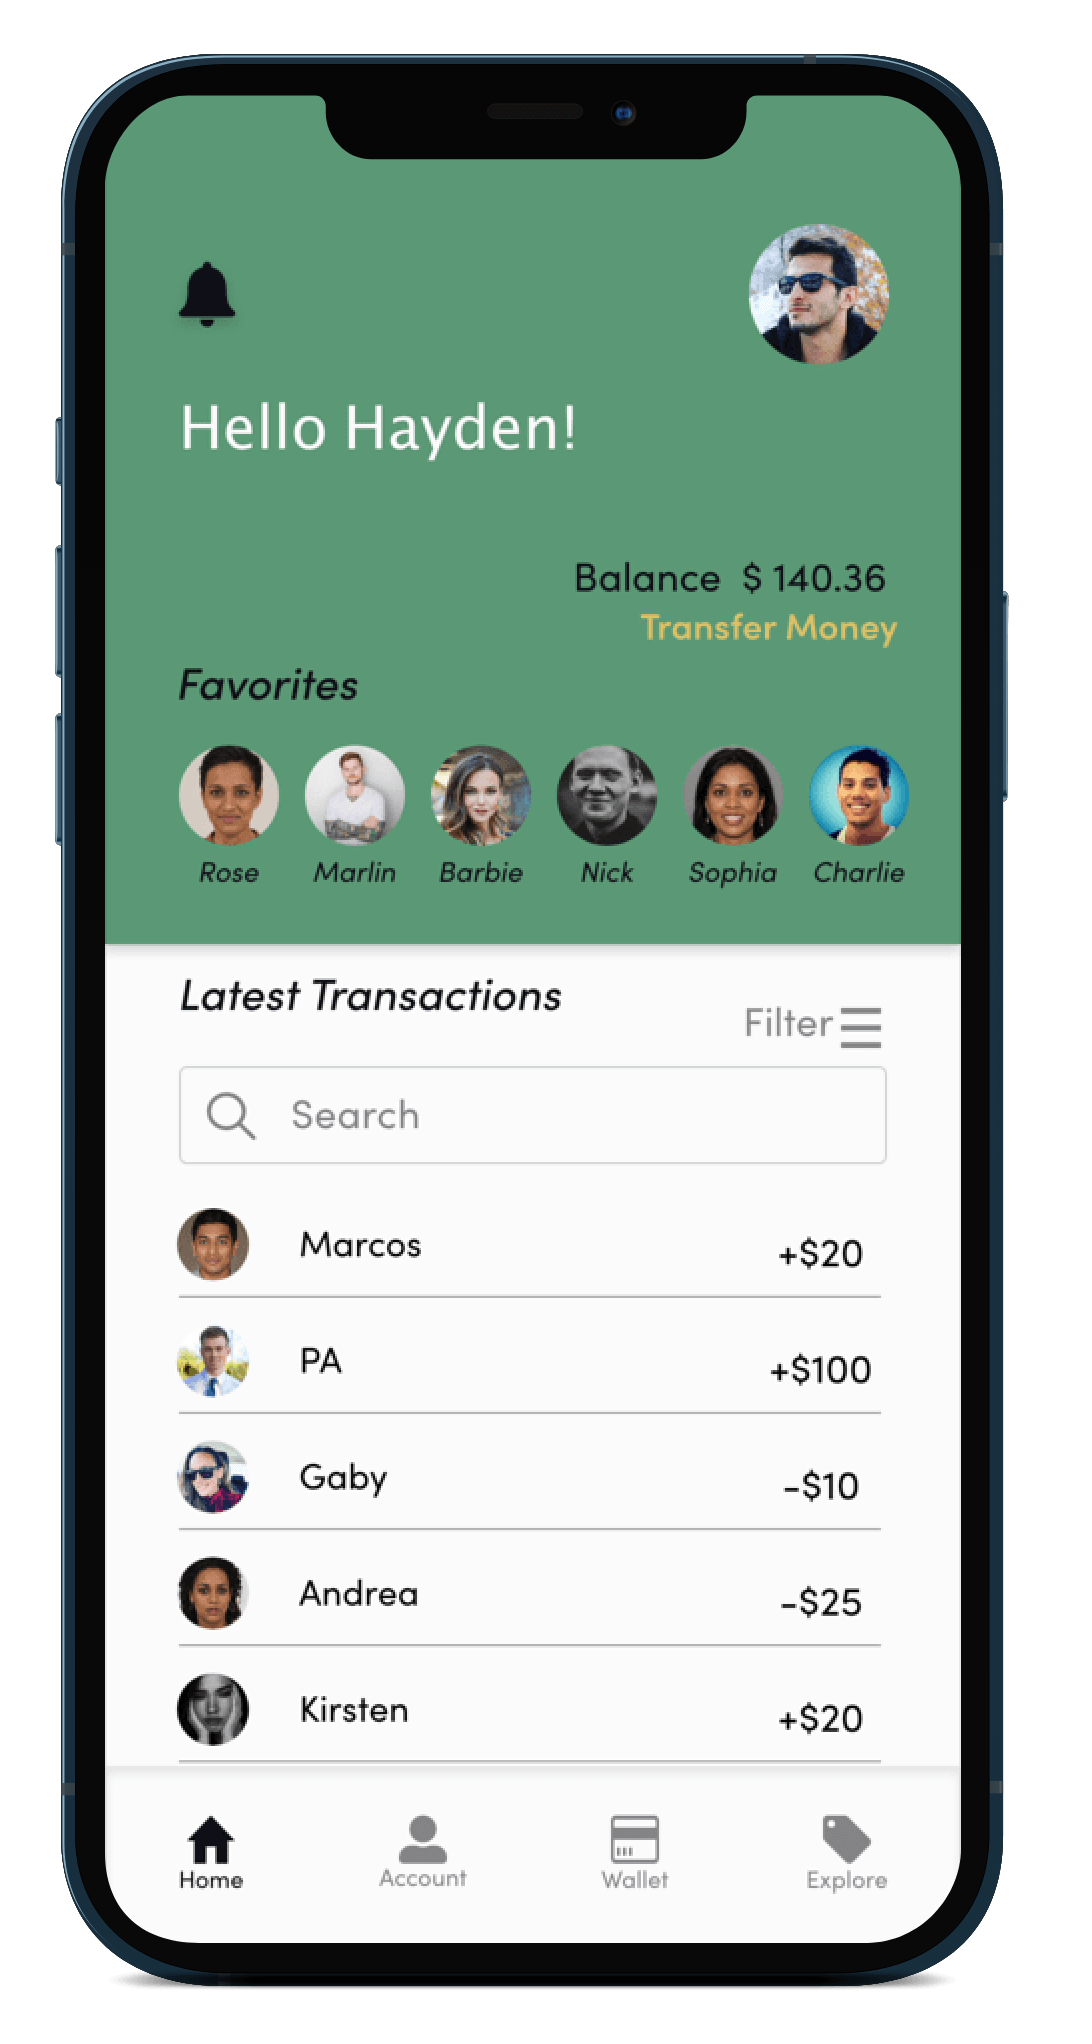 Hello Hayden!
Balance $ 140.36
Transfer Money
Favorites
Rose Marlin Barbie Nick Sophia Charlie
Latest Transactions
Filter
Search
Marcos +$20
PA +$100
Gaby -$10
Andrea -$25
Kirsten +$20
Home Account Wallet Explore